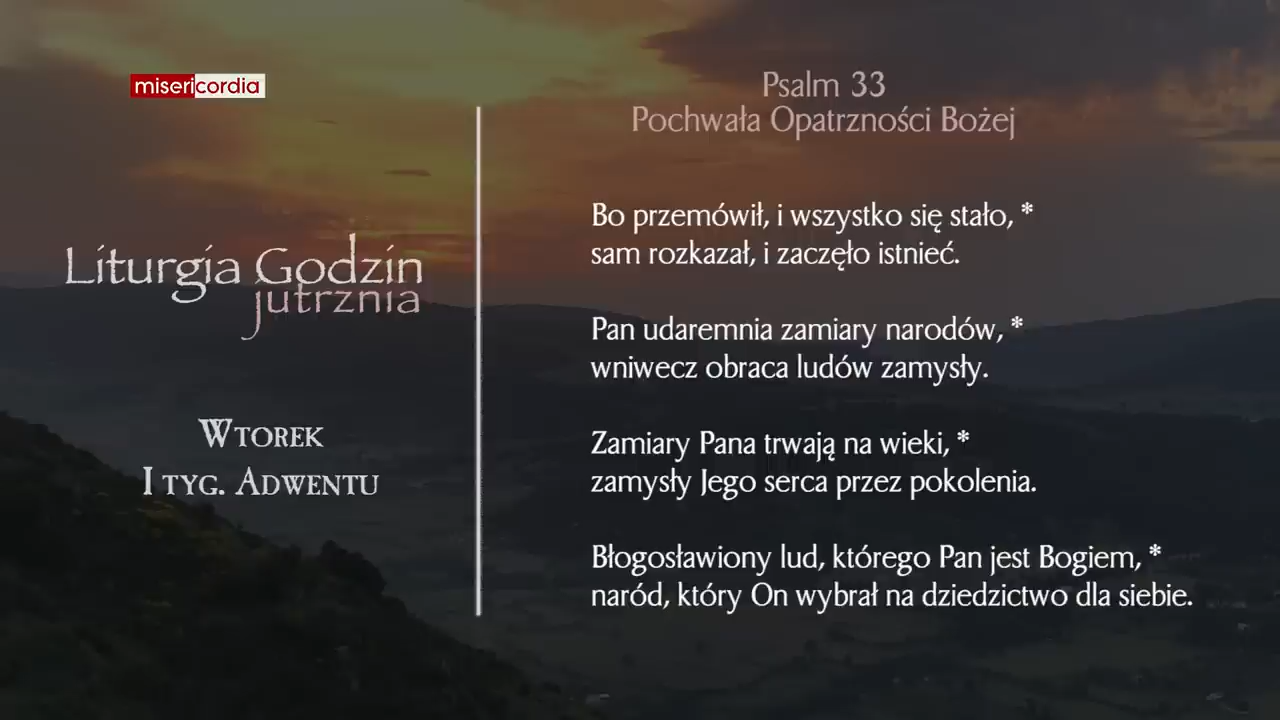 misericordia
Liturgia Godzin
jutrznia
Wtorek
I tyg. Adwentu
Psalm 33
Pochwała Opatrzności Bożej
Bo przemówił, i wszystko się stało, *
sam rozkazał, i zaczęło istnieć.
Pan udaremnia zamiary narodów, *
wniwecz obraca ludów zamysły.
Zamiary Pana trwają na wieki, *
zamysły Jego serca przez pokolenia.
Błogosławiony lud, którego Pan jest Bogiem, *
naród, który On wybrał na dziedzictwo dla siebie.